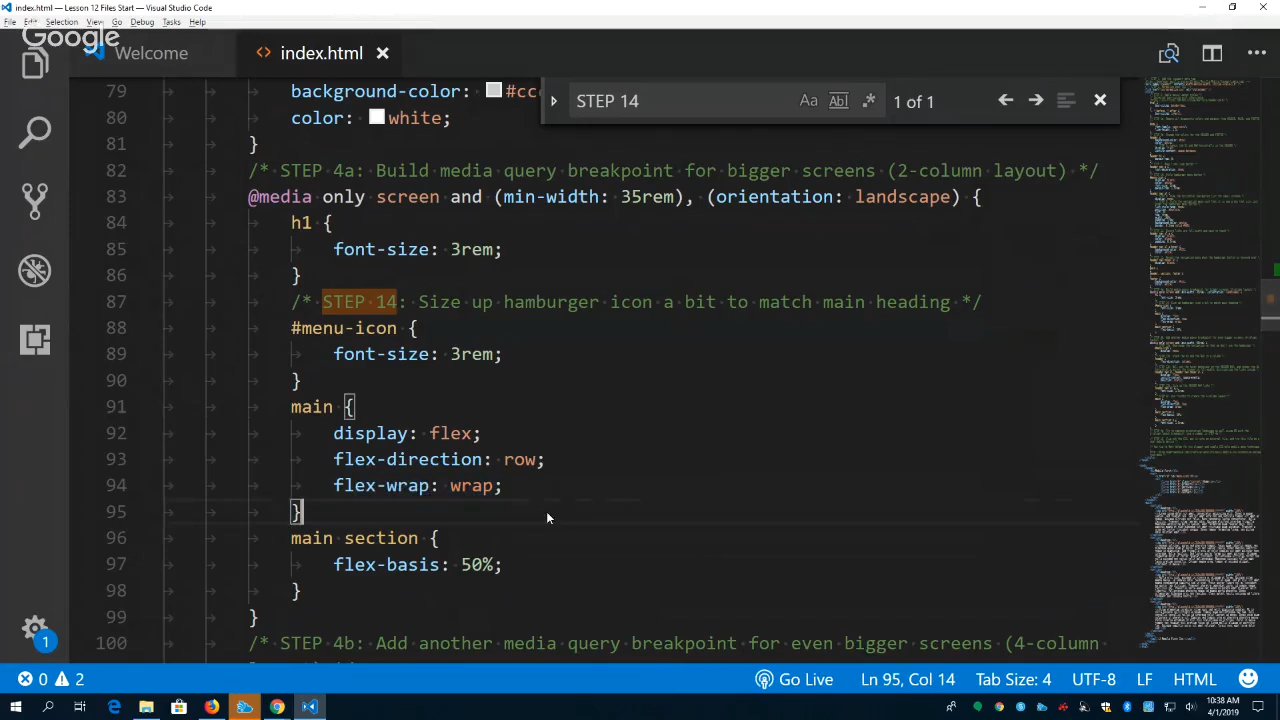 index.html — Lesson 12 Files Start — Visual Studio Code
File Edit Selection View Go Debug Tasks Help
Google
Welcome
index.html
79 background-color: #cc
STEP 14 Aa Abl .* 1 of 1
80 color: white;
81 }
82 /* STEP 4a: Build media query breakpoint for bigger screens (2-column layout) */
83 @media only screen and (min-width: 35rem), (orientation: landscape) {
84 h1 {
85 font-size: 3rem;
86 }
87 /* STEP 14: Size up hamburger icon a bit to match main heading */
88 #menu-icon {
89 font-size: 3rem;
90 }
91 main {
92 display: flex;
93 flex-direction: row;
94 flex-wrap: wrap;
95 }
96 main section {
97 flex-basis: 50%;
98 }
99 }
100 /* STEP 4b: Add another media query breakpoint for even bigger screens (4-column
1
0 2 Go Live Ln 95, Col 14 Tab Size: 4 UTF-8 LF HTML
10:38 AM
4/1/2019